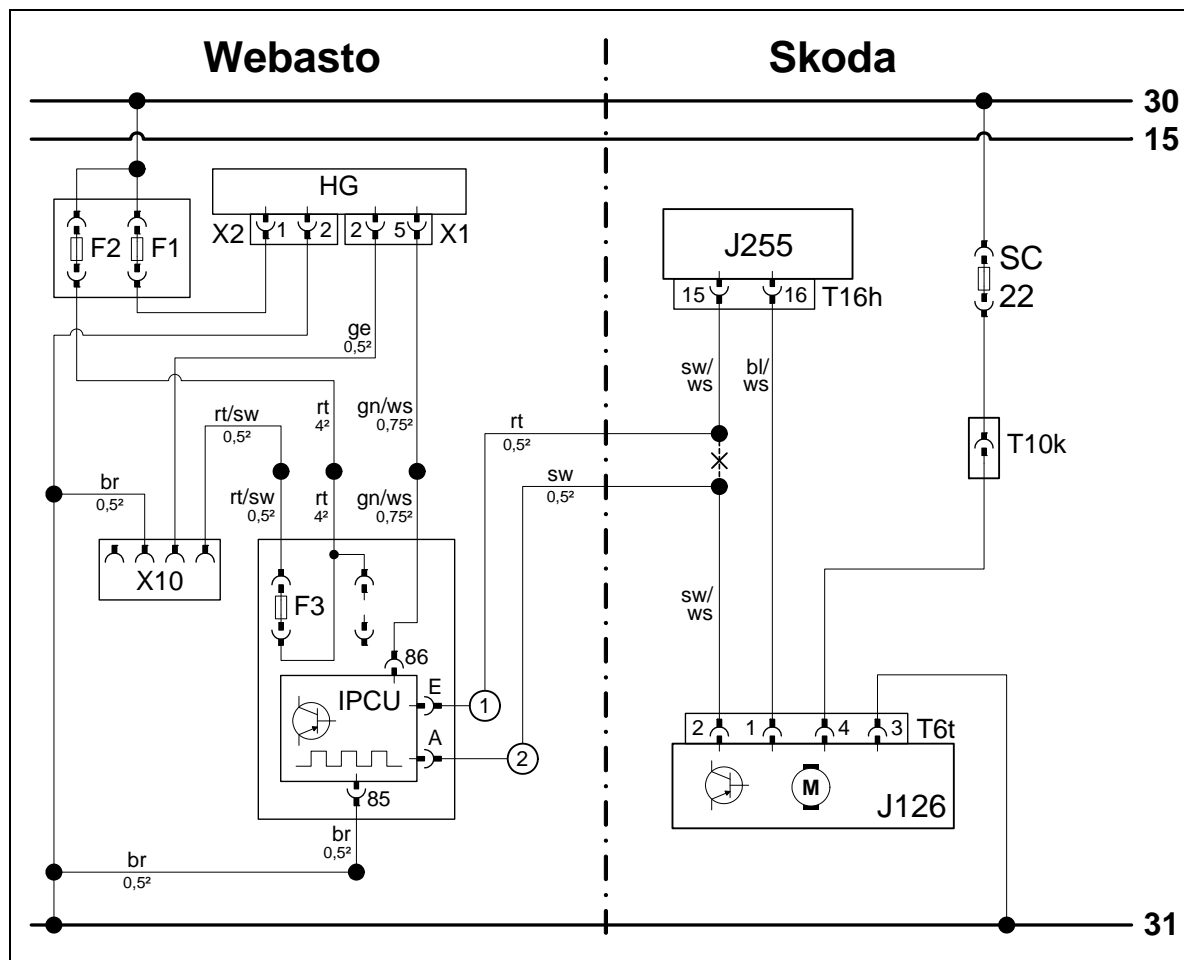 Webasto
Skoda
30
15
HG
X2 1 2 2 5 X1
F2 F1
J255
15 16 T16h
SC
22
ge
0,5²
sw/
ws
bl/
ws
rt/sw
0,5²
rt
4²
gn/ws
0,75²
rt
0,5²
T10k
br
0,5²
rt/sw
0,5²
rt
4²
gn/ws
0,75²
sw
0,5²
X10
F3
sw/
ws
86
IPCU
E
1
A
2
2 1 4 3 T6t
M
J126
85
br
0,5²
br
0,5²
31